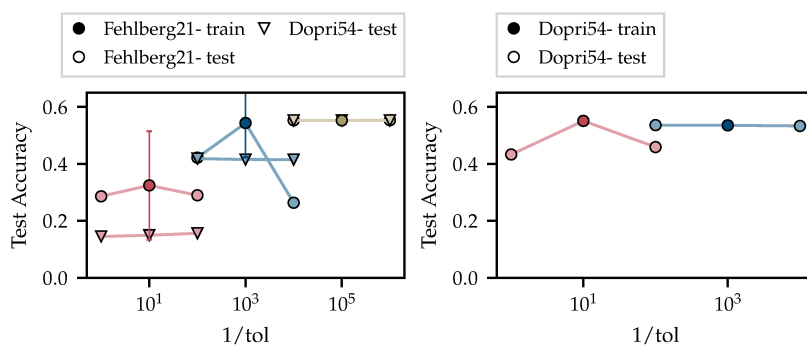 Fehlberg21- train Dopri54- test
Fehlberg21- test
Test Accuracy
0.6
0.4
0.2
0.0
10^1 10^3 10^5
1/tol
Dopri54- train
Dopri54- test
Test Accuracy
0.6
0.4
0.2
0.0
10^1 10^3
1/tol